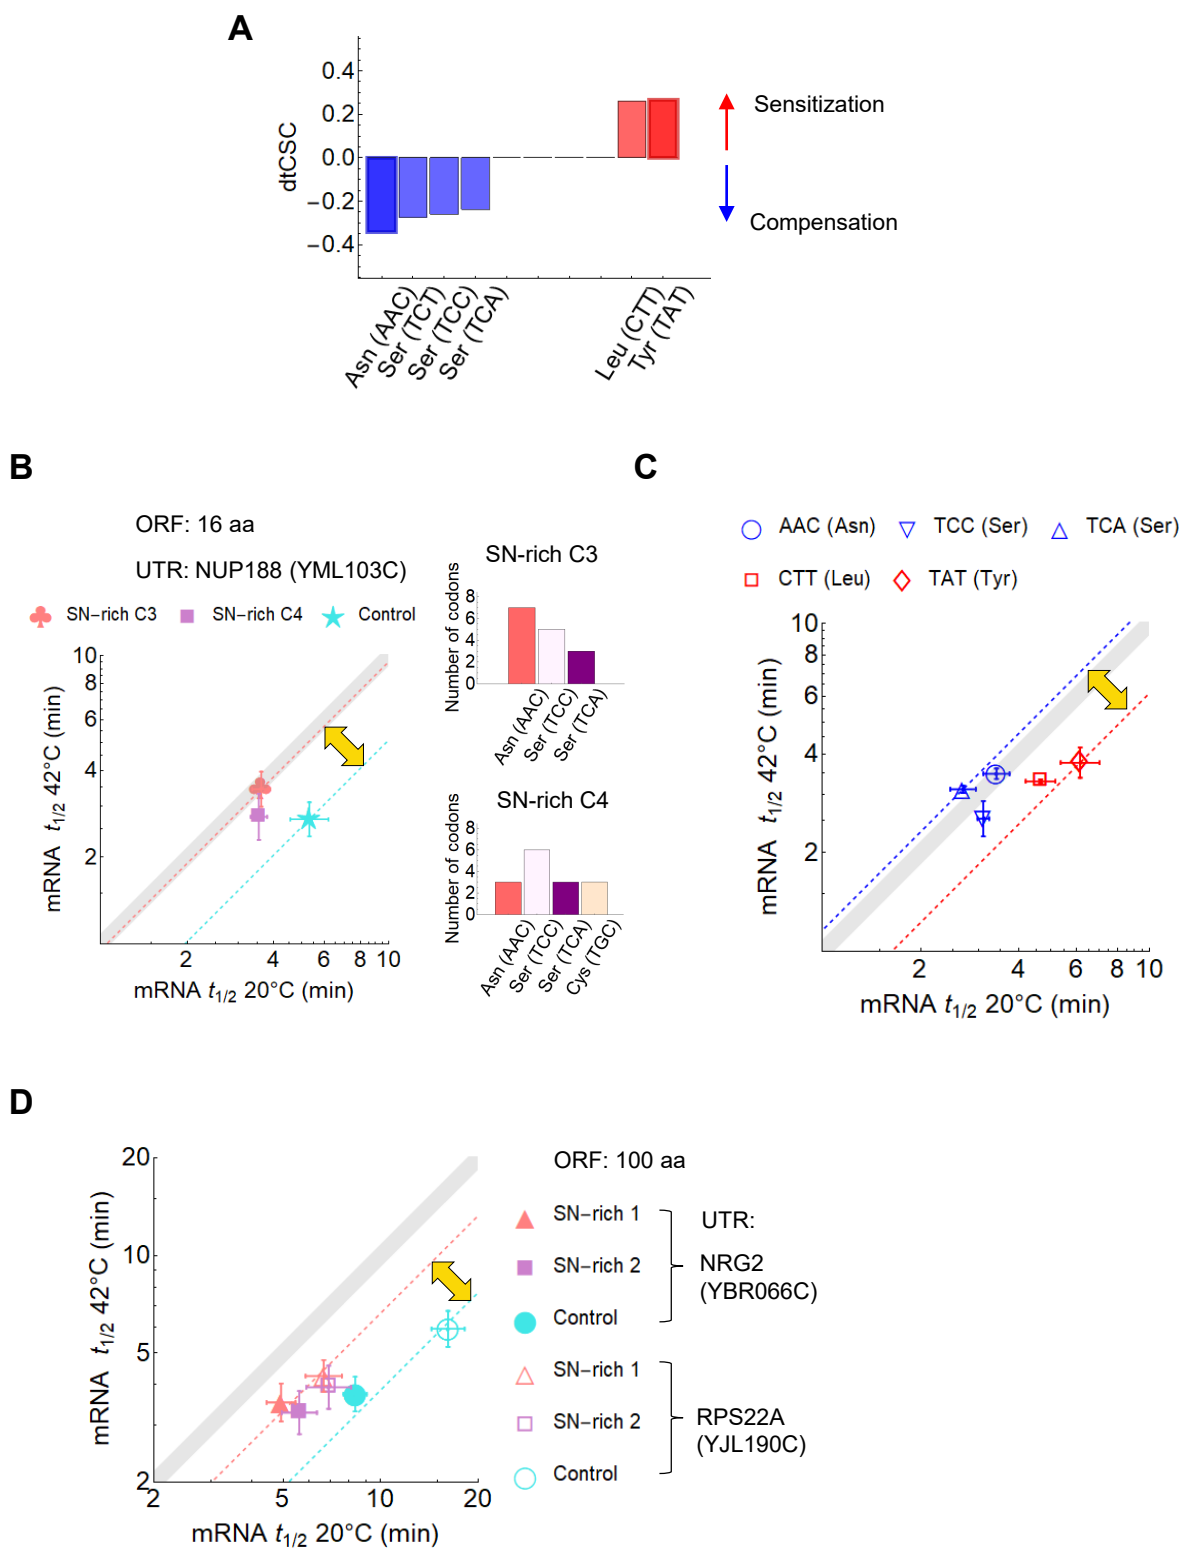 A
dtCSC
0.4
0.2
0.0
−0.2
−0.4
Sensitization
Compensation
Asn (AAC)
Ser (TCT)
Ser (TCC)
Ser (TCA)
Leu (CTT)
Tyr (TAT)
B
ORF: 16 aa
UTR: NUP188 (YML103C)
SN−rich C3
SN−rich C4
Control
mRNA t1/2 42°C (min)
10
8
6
4
2
2
4
6
8
10
mRNA t1/2 20°C (min)
SN-rich C3
Number of codons
8
6
4
2
0
Asn (AAC)
Ser (TCC)
Ser (TCA)
SN-rich C4
Number of codons
8
6
4
2
0
Asn (AAC)
Ser (TCC)
Ser (TCA)
Cys (TGC)
C
AAC (Asn)
TCC (Ser)
TCA (Ser)
CTT (Leu)
TAT (Tyr)
mRNA t1/2 42°C (min)
10
8
6
4
2
2
4
6
8
10
mRNA t1/2 20°C (min)
D
mRNA t1/2 42°C (min)
20
10
5
2
2
5
10
20
mRNA t1/2 20°C (min)
ORF: 100 aa
SN−rich 1
SN−rich 2
Control
UTR:
NRG2
(YBR066C)
SN−rich 1
SN−rich 2
Control
RPS22A
(YJL190C)